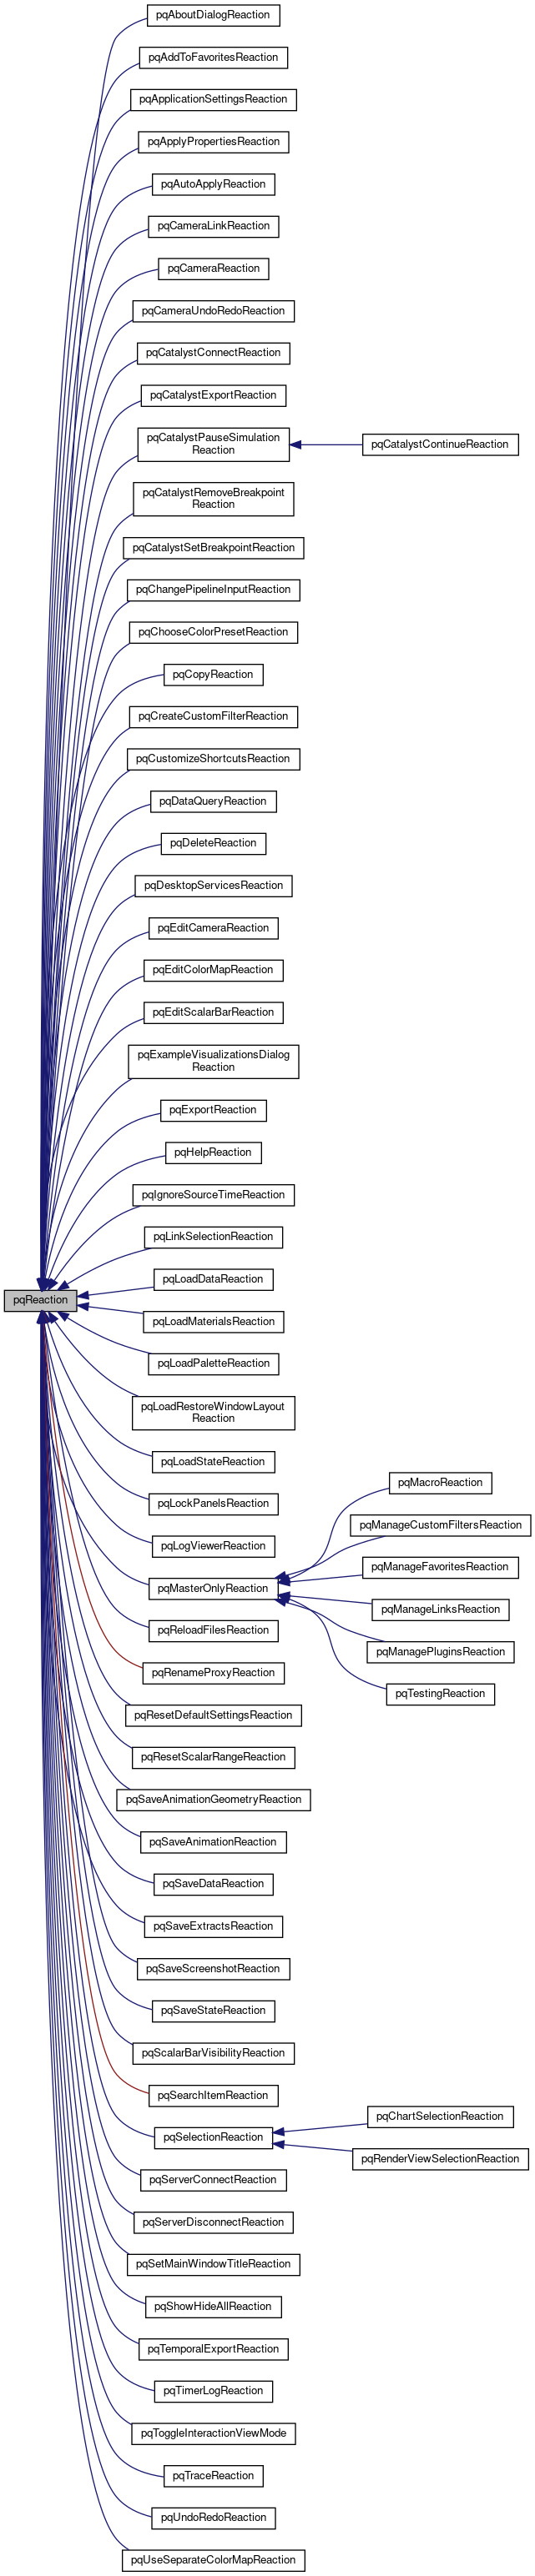 pqAboutDialogReaction
pqAddToFavoritesReaction
pqApplicationSettingsReaction
pqApplyPropertiesReaction
pqAutoApplyReaction
pqCameraLinkReaction
pqCameraReaction
pqCameraUndoRedoReaction
pqCatalystConnectReaction
pqCatalystExportReaction
pqCatalystPauseSimulation
Reaction
pqCatalystContinueReaction
pqCatalystRemoveBreakpoint
Reaction
pqCatalystSetBreakpointReaction
pqChangePipelineInputReaction
pqChooseColorPresetReaction
pqCopyReaction
pqCreateCustomFilterReaction
pqCustomizeShortcutsReaction
pqDataQueryReaction
pqDeleteReaction
pqDesktopServicesReaction
pqEditCameraReaction
pqEditColorMapReaction
pqEditScalarBarReaction
pqExampleVisualizationsDialog
Reaction
pqExportReaction
pqHelpReaction
pqIgnoreSourceTimeReaction
pqLinkSelectionReaction
pqLoadDataReaction
pqReaction
pqLoadMaterialsReaction
pqLoadPaletteReaction
pqLoadRestoreWindowLayout
Reaction
pqLoadStateReaction
pqLockPanelsReaction
pqLogViewerReaction
pqMasterOnlyReaction
pqMacroReaction
pqManageCustomFiltersReaction
pqManageFavoritesReaction
pqManageLinksReaction
pqManagePluginsReaction
pqTestingReaction
pqReloadFilesReaction
pqRenameProxyReaction
pqResetDefaultSettingsReaction
pqResetScalarRangeReaction
pqSaveAnimationGeometryReaction
pqSaveAnimationReaction
pqSaveDataReaction
pqSaveExtractsReaction
pqSaveScreenshotReaction
pqSaveStateReaction
pqScalarBarVisibilityReaction
pqSearchItemReaction
pqSelectionReaction
pqChartSelectionReaction
pqRenderViewSelectionReaction
pqServerConnectReaction
pqServerDisconnectReaction
pqSetMainWindowTitleReaction
pqShowHideAllReaction
pqTemporalExportReaction
pqTimerLogReaction
pqToggleInteractionViewMode
pqTraceReaction
pqUndoRedoReaction
pqUseSeparateColorMapReaction